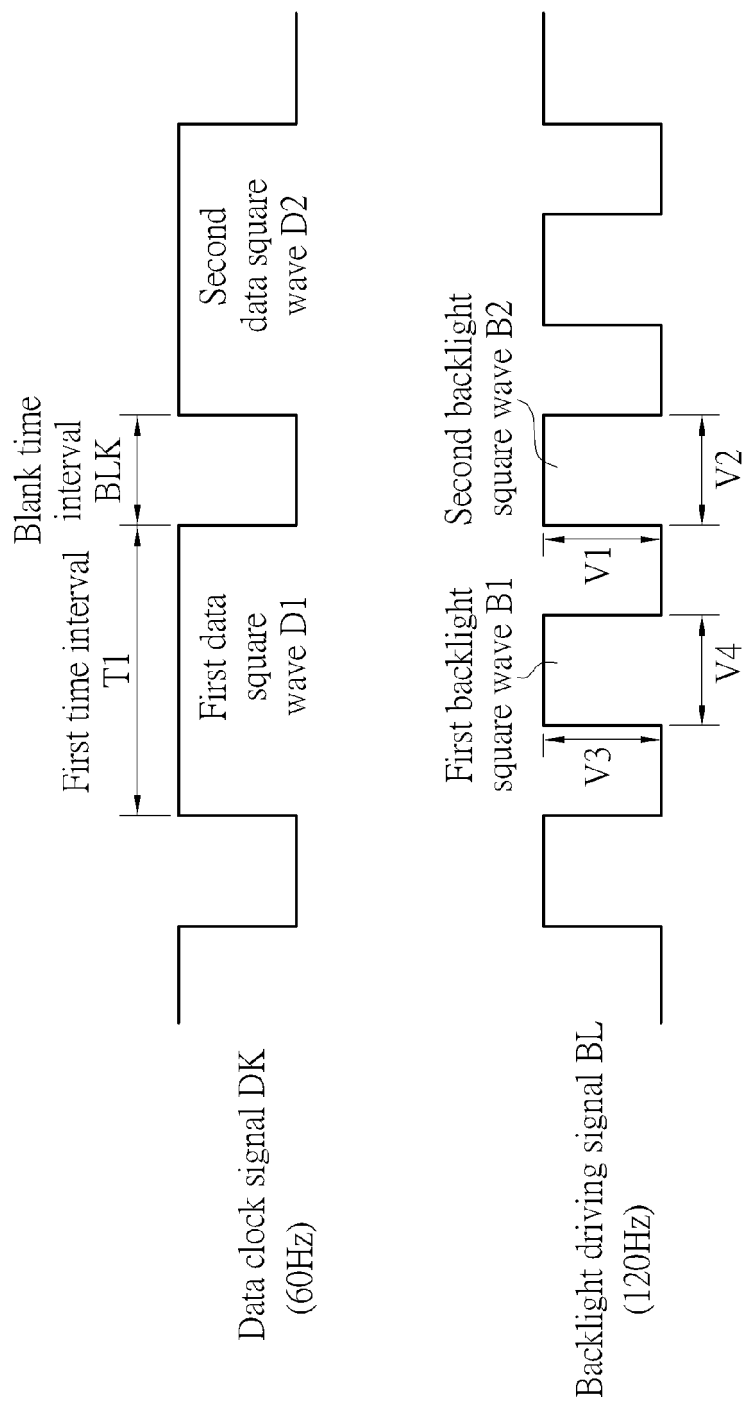 Blank time
interval
BLK
First time interval
T1
Data clock signal DK
(60Hz)
First data
square
wave D1
Second
data square
wave D2
First backlight
square wave B1
Second backlight
square wave B2
Backlight driving signal BL
(120Hz)
V3
V1
V4
V2